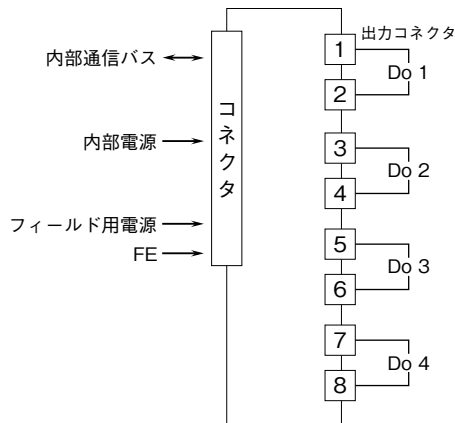 出力コネクタ
内部通信バス
コネクタ
内部電源
フィールド用電源
FE
1
2
Do 1
3
4
Do 2
5
6
Do 3
7
8
Do 4